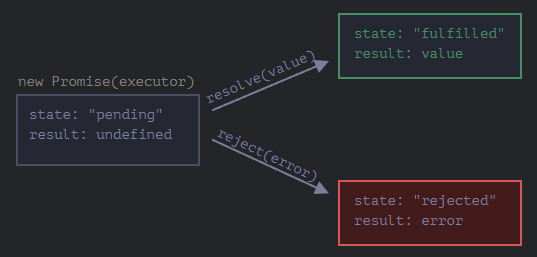 new Promise(executor)
state: "pending"
result: undefined
resolve(value)
reject(error)
state: "fulfilled"
result: value
state: "rejected"
result: error